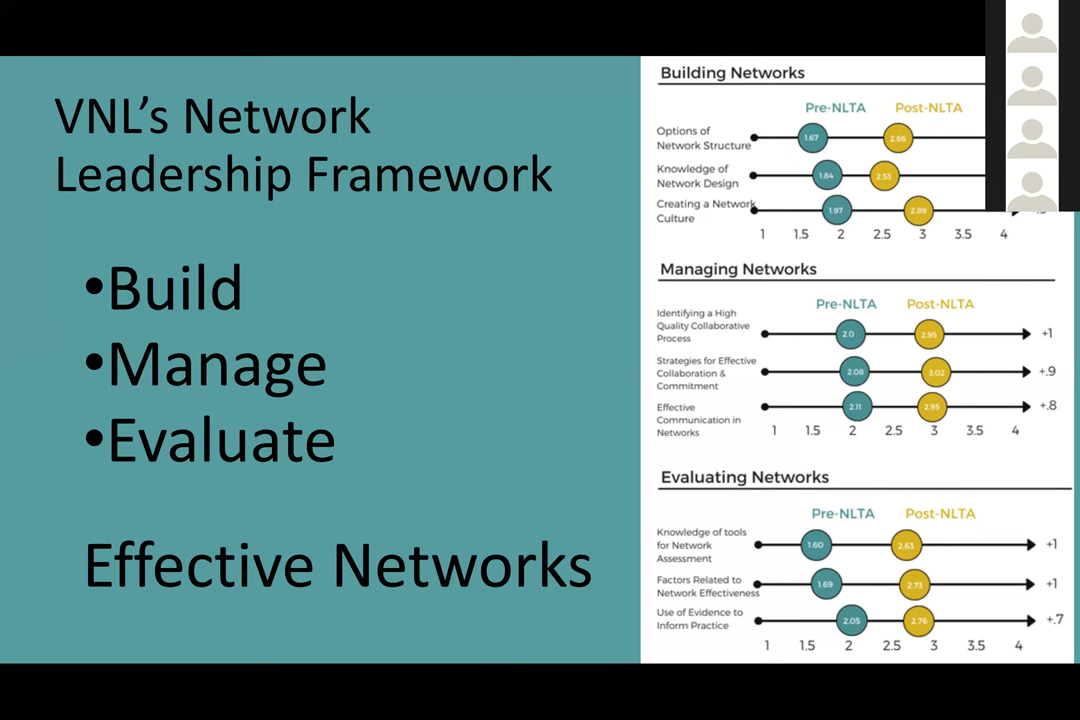 VNL's Network
Leadership Framework
•Build
•Manage
•Evaluate
Effective Networks
Building Networks
Pre-NLTA Post-NLTA
Options of
Network Structure
1.67 2.66
Knowledge of
Network Design
1.84 2.53
Creating a Network
Culture
1.97 2.89
1 1.5 2 2.5 3 3.5 4
Managing Networks
Pre-NLTA Post-NLTA
Identifying a High
Quality Collaborative
Process
2.0 2.95 +1
Strategies for Effective
Collaboration &
Commitment
2.08 3.02 +.9
Effective
Communication in
Networks
2.11 2.95 +.8
1 1.5 2 2.5 3 3.5 4
Evaluating Networks
Pre-NLTA Post-NLTA
Knowledge of tools
for Network
Assessment
1.60 2.63 +1
Factors Related to
Network Effectiveness
1.69 2.73 +1
Use of Evidence to
Inform Practice
2.05 2.76 +.7
1 1.5 2 2.5 3 3.5 4